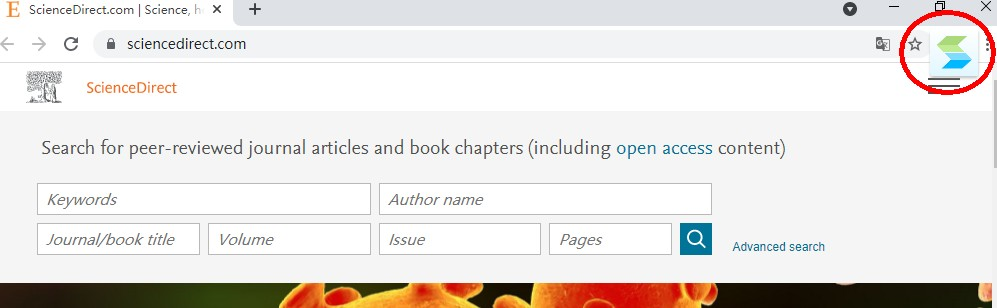 ScienceDirect.com | Science, h
sciencedirect.com
ScienceDirect
Search for peer-reviewed journal articles and book chapters (including open access content)
Keywords
Author name
Journal/book title
Volume
Issue
Pages
Advanced search